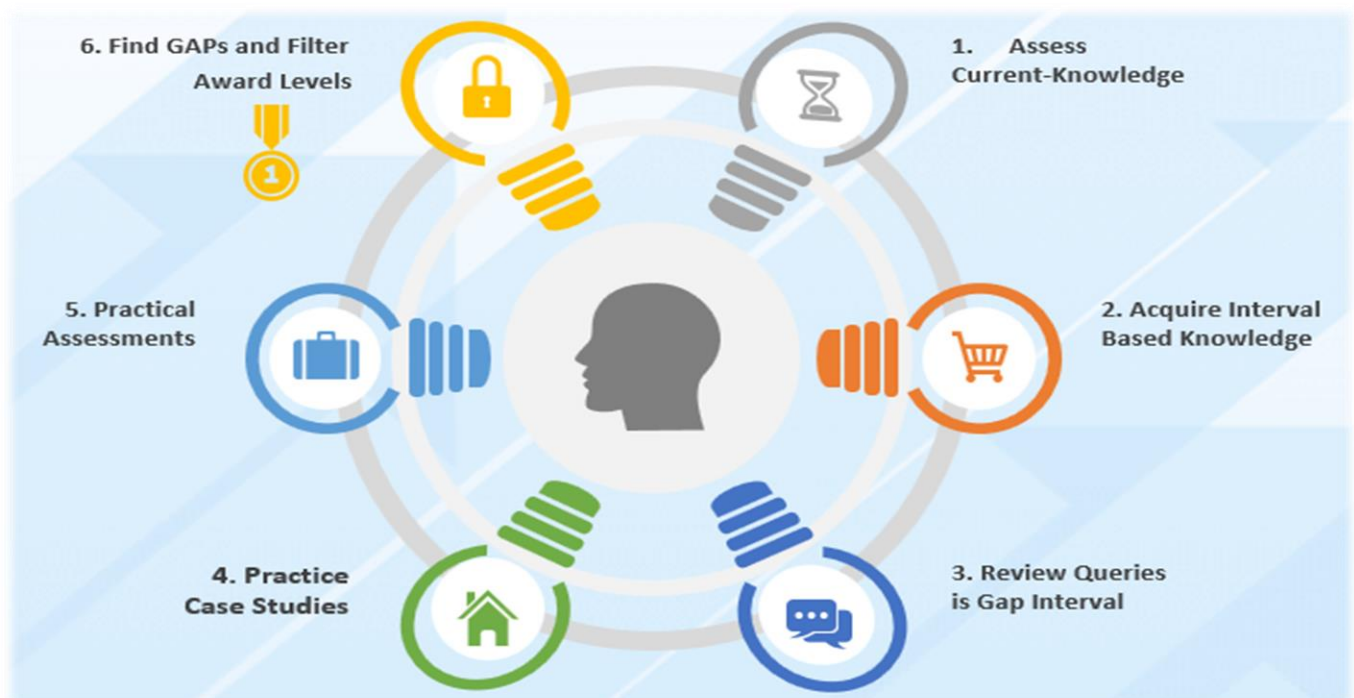 1. Assess
Current-Knowledge
2. Acquire Interval
Based Knowledge
3. Review Queries
is Gap Interval
4. Practice
Case Studies
5. Practical
Assessments
6. Find GAPs and Filter
Award Levels
1